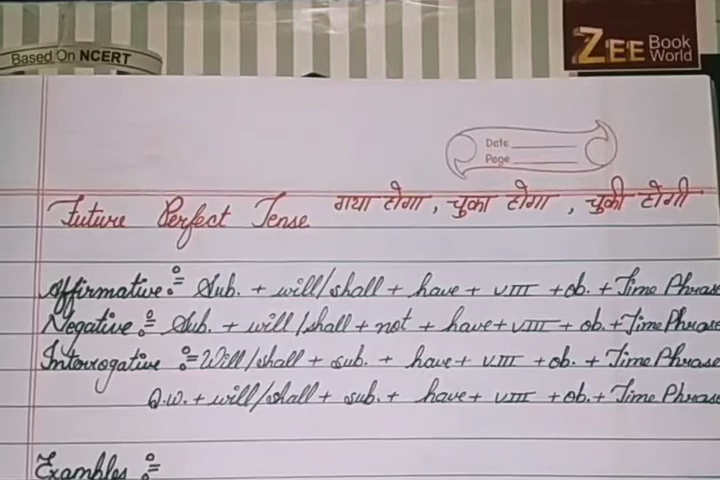 Based On NCERT
ZEE Book World
Date
Page
Future Perfect Tense गया होगा, चुका होगा, चुकी होगी
Affirmative := Sub. + will/shall + have + VIII + ob. + Time Phrase
Negative := Sub. + will/shall + not + have + VIII + ob. + Time Phrase
Interrogative := Will/shall + sub. + have + VIII + ob. + Time Phrase
Q.w. + will/shall + sub. + have + VIII + ob. + Time Phrase
Examples :=